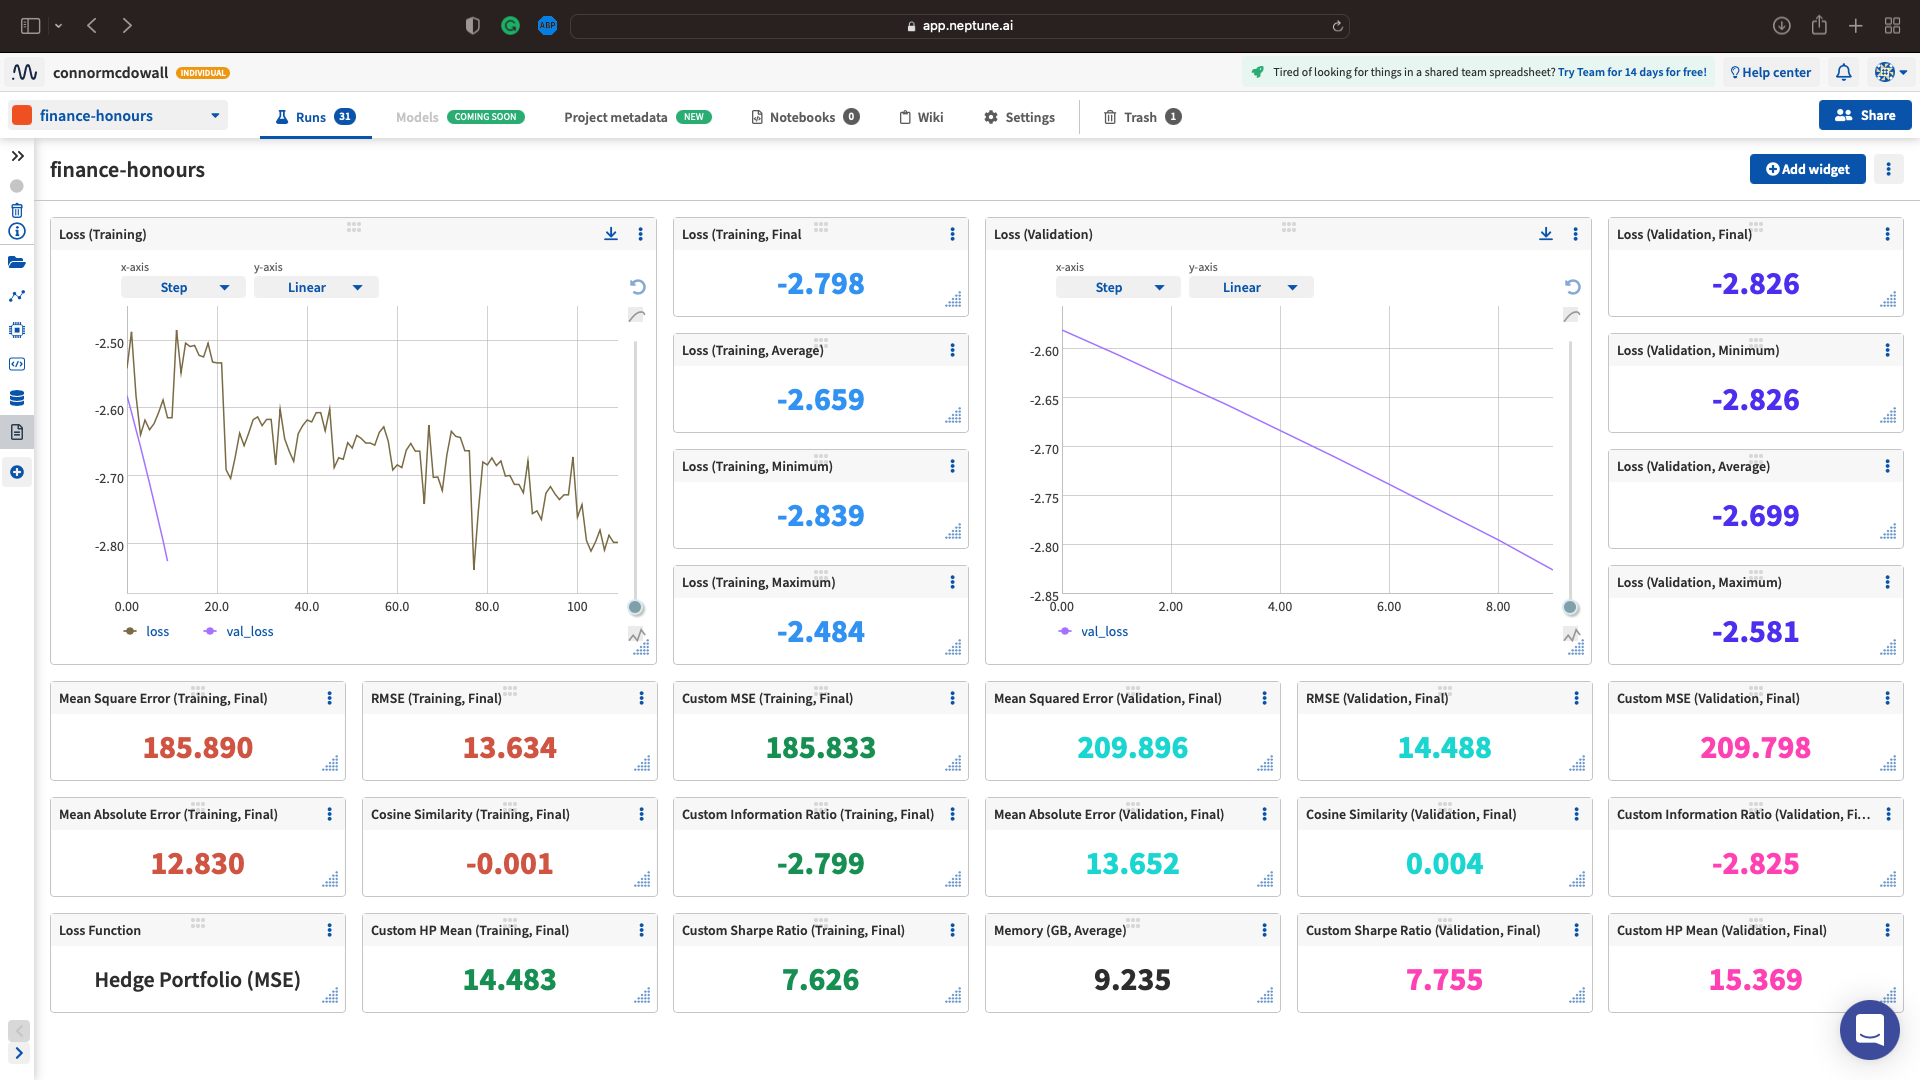 app.neptune.ai
ABP
connormcdowall INDIVIDUAL
Tired of looking for things in a shared team spreadsheet? Try Team for 14 days for free!
Help center
finance-honours
Runs 31
Models COMING SOON
Project metadata NEW
Notebooks 0
Wiki
Settings
Trash 1
Share
finance-honours
Add widget
Loss (Training)
x-axis
y-axis
Step
Linear
-2.50
-2.60
-2.70
-2.80
0.00 20.0 40.0 60.0 80.0 100
loss val_loss
Loss (Training, Final
-2.798
Loss (Training, Average)
-2.659
Loss (Training, Minimum)
-2.839
Loss (Training, Maximum)
-2.484
Loss (Validation)
x-axis
y-axis
Step
Linear
-2.60
-2.65
-2.70
-2.75
-2.80
-2.85
0.00 2.00 4.00 6.00 8.00
val_loss
Loss (Validation, Final)
-2.826
Loss (Validation, Minimum)
-2.826
Loss (Validation, Average)
-2.699
Loss (Validation, Maximum)
-2.581
Mean Square Error (Training, Final)
185.890
RMSE (Training, Final)
13.634
Custom MSE (Training, Final)
185.833
Mean Squared Error (Validation, Final)
209.896
RMSE (Validation, Final)
14.488
Custom MSE (Validation, Final)
209.798
Mean Absolute Error (Training, Final)
12.830
Cosine Similarity (Training, Final)
-0.001
Custom Information Ratio (Training, Final)
-2.799
Mean Absolute Error (Validation, Final)
13.652
Cosine Similarity (Validation, Final)
0.004
Custom Information Ratio (Validation, Fi...
-2.825
Loss Function
Hedge Portfolio (MSE)
Custom HP Mean (Training, Final)
14.483
Custom Sharpe Ratio (Training, Final)
7.626
Memory (GB, Average)
9.235
Custom Sharpe Ratio (Validation, Final)
7.755
Custom HP Mean (Validation, Final)
15.369